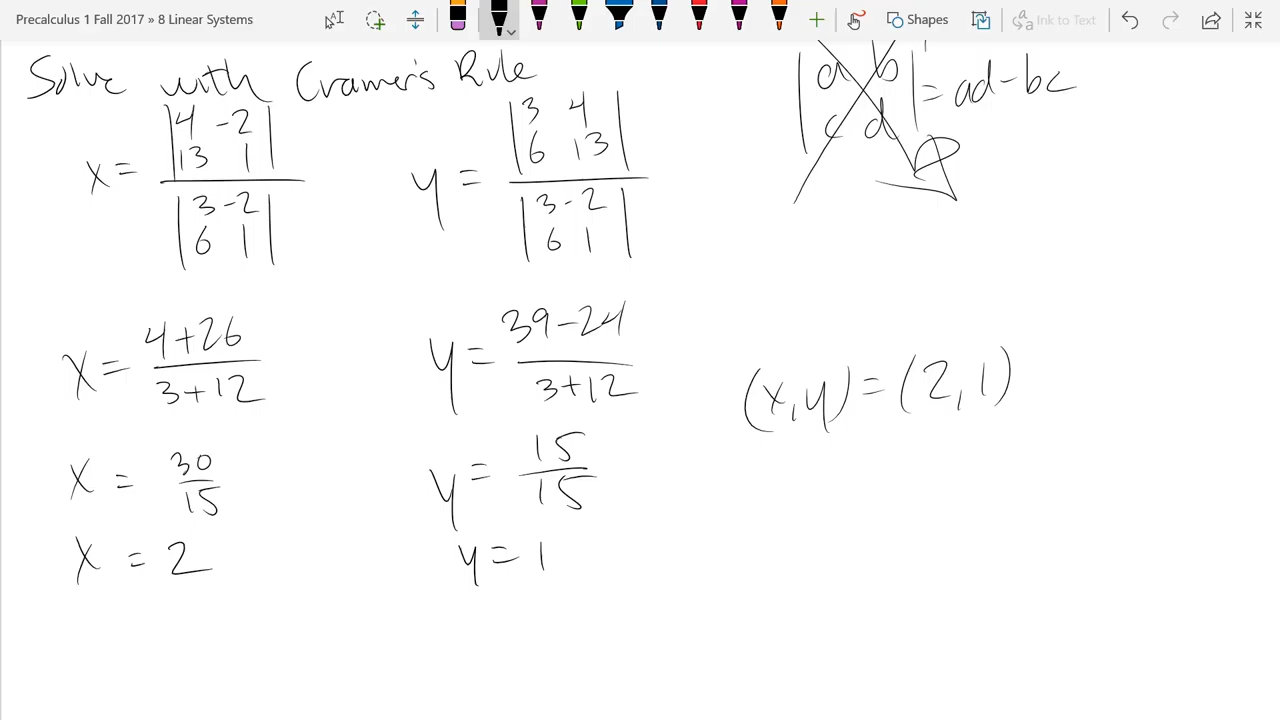 Precalculus 1 Fall 2017 » 8 Linear Systems
Shapes
Ink to Text
Solve with Cramer's Rule
x = |4 -2| / |3 -2|
|13 1| / |6 1|
y = |3 4| / |3 -2|
|6 13| / |6 1|
|a b| = ad-bc
|c d|
x = 4+26 / 3+12
y = 39-24 / 3+12
(x,y) = (2,1)
x = 30 / 15
y = 15 / 15
x = 2
y = 1